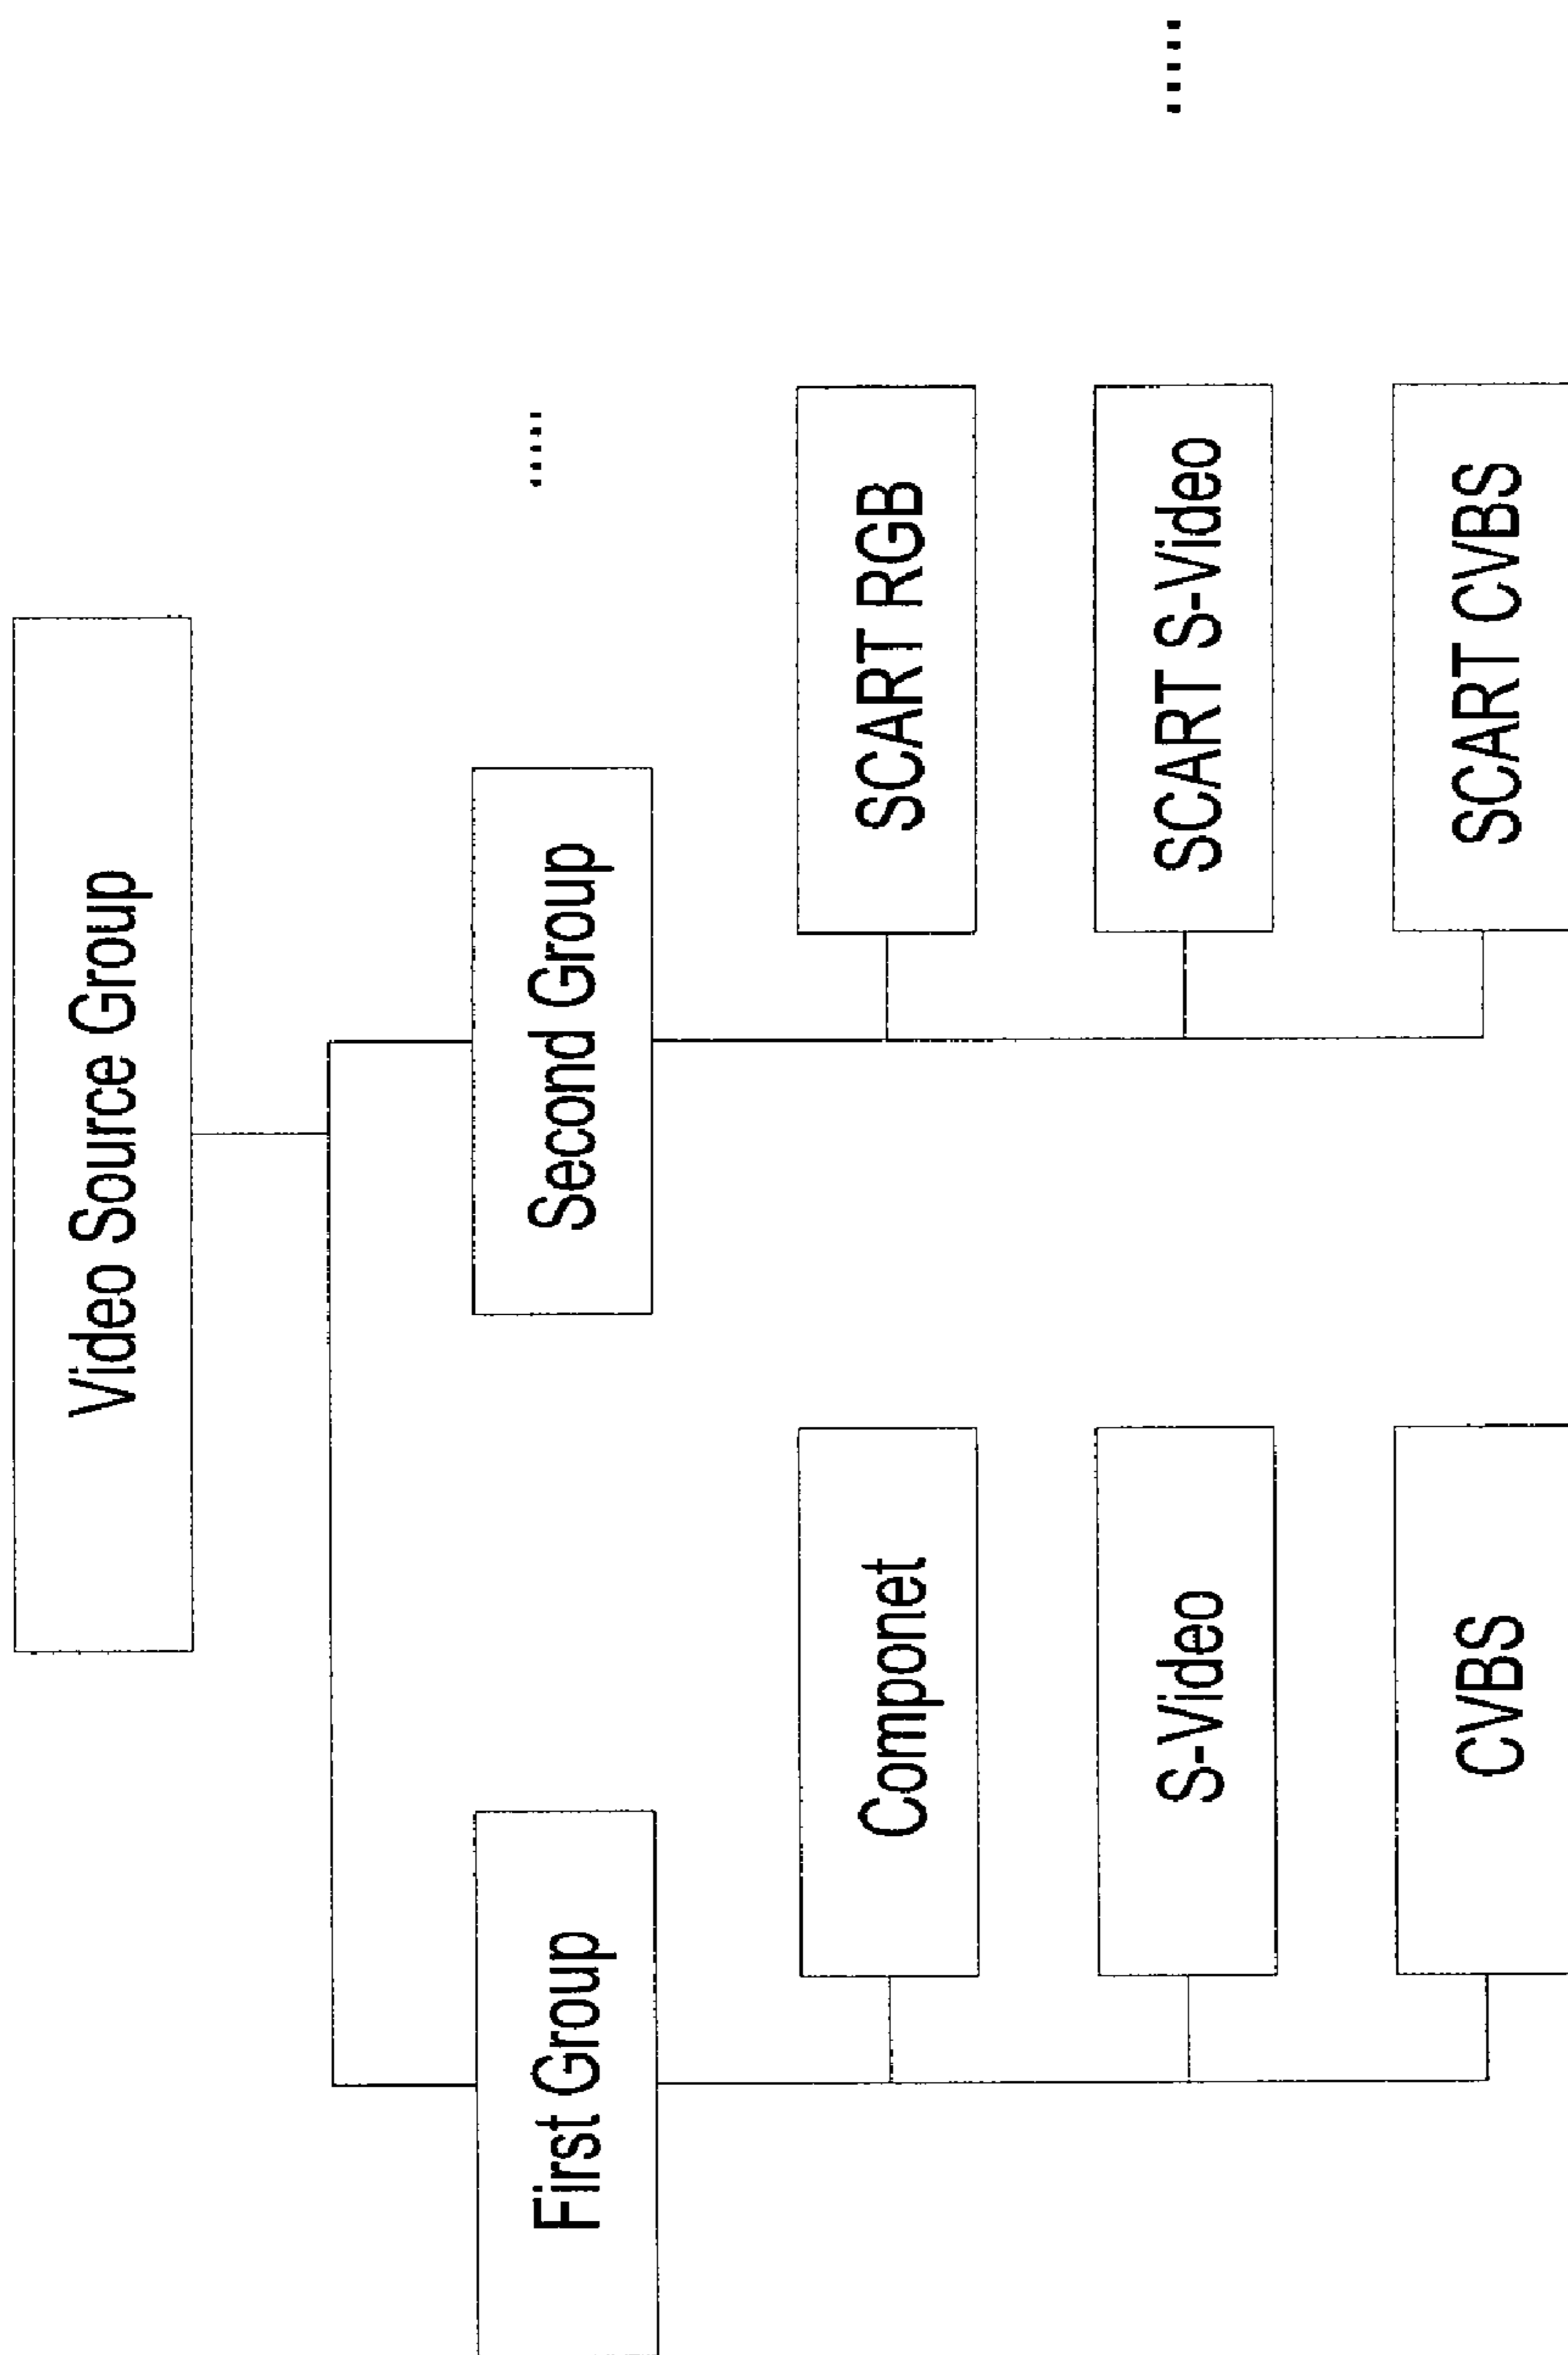 Video Source Group
First Group
Second Group
.....
Componet
SCART RGB
S-Video
SCART S-Video
.....
CVBS
SCART CVBS